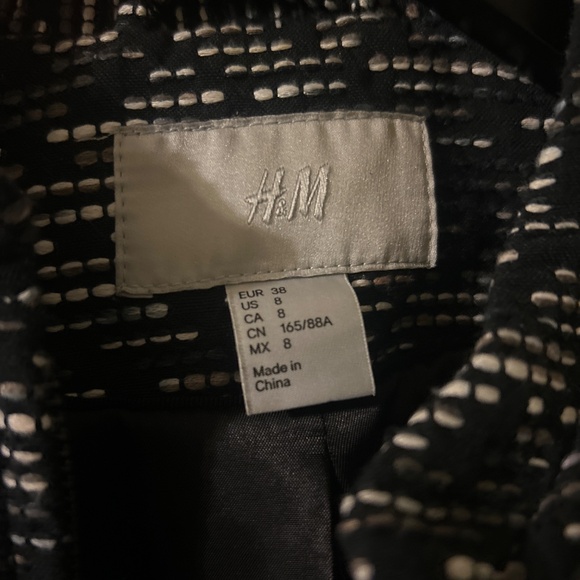 H&M
EUR 38
US 8
CA 8
CN 165/88A
MX 8
Made in
China